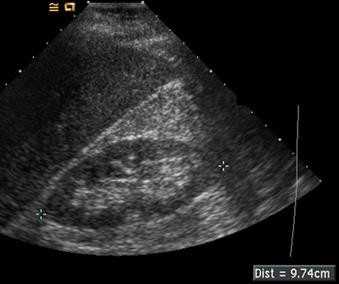 Dist = 9.74cm